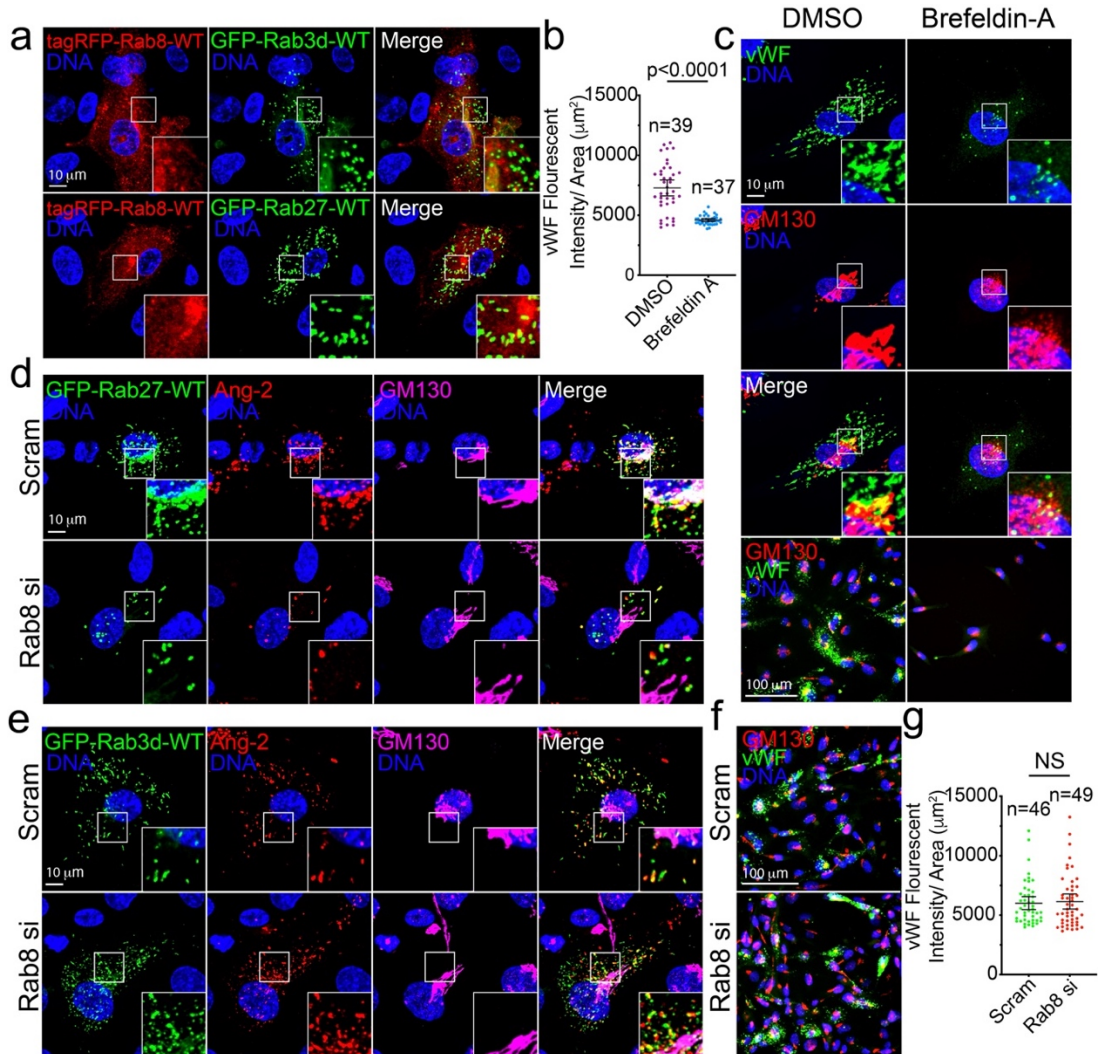 a
tagRFP-Rab8-WT
DNA
GFP-Rab3d-WT
DNA
Merge
10 μm
tagRFP-Rab8-WT
DNA
GFP-Rab27-WT
DNA
Merge
10 μm
b
p<0.0001
n=39
n=37
15000
10000
5000
0
vWF Flourescent
Intensity/ Area (μm²)
DMSO
Brefeldin A
c
DMSO
Brefeldin-A
vWF
DNA
10 μm
GM130
DNA
Merge
GM130
vWF
DNA
100 μm
d
Scram
GFP-Rab27-WT
DNA
Ang-2
DNA
GM130
DNA
Merge
10 μm
Rab8 si
e
Scram
GFP-Rab3d-WT
DNA
Ang-2
DNA
GM130
DNA
Merge
10 μm
Rab8 si
f
Scram
GM130
vWF
DNA
100 μm
Rab8 si
g
NS
n=46
n=49
15000
10000
5000
0
vWF Flourescent
Intensity/ Area (μm²)
Scram
Rab8 si